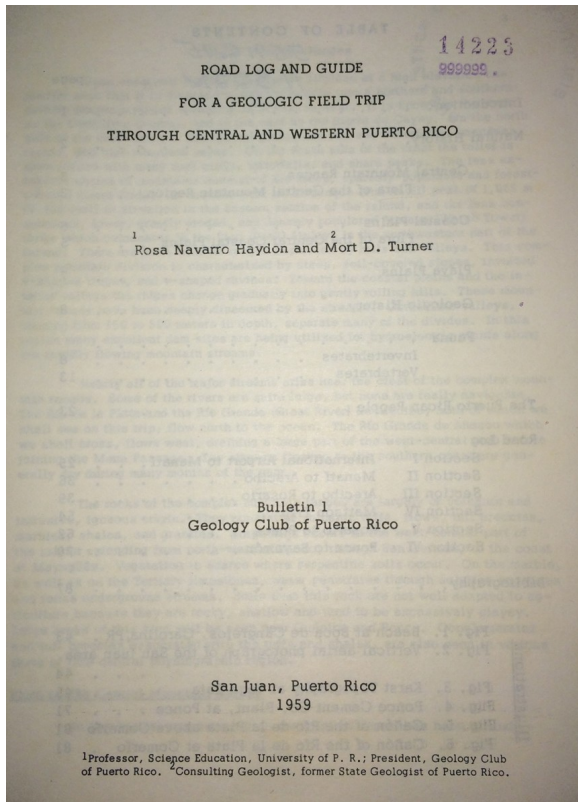 14223
999999.
ROAD LOG AND GUIDE
FOR A GEOLOGIC FIELD TRIP
THROUGH CENTRAL AND WESTERN PUERTO RICO
1 2
Rosa Navarro Haydon and Mort D. Turner
Bulletin 1
Geology Club of Puerto Rico
San Juan, Puerto Rico
1959
1Professor, Science Education, University of P. R.; President, Geology Club
of Puerto Rico. 2Consulting Geologist, former State Geologist of Puerto Rico.